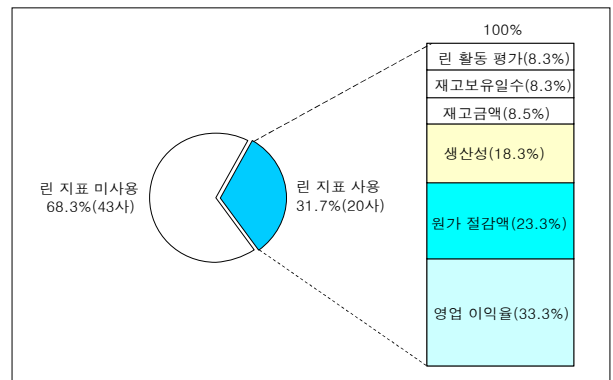 100%
린 활동 평가(8.3%)
재고보유일수(8.3%)
재고금액(8.5%)
생산성(18.3%)
원가 절감액(23.3%)
영업 이익율(33.3%)
린 지표 미사용
68.3%(43사)
린 지표 사용
31.7%(20사)